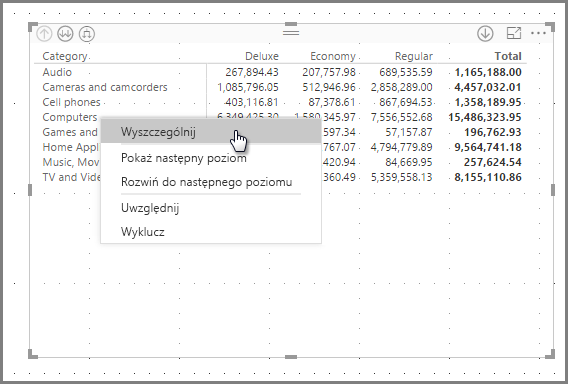 Category Deluxe Economy Regular Total
Audio 267,894.43 207,757.98 689,535.59 1,165,188.00
Cameras and camcorders 1,085,796.05 512,946.96 2,858,289.00 4,457,032.01
Cell phones 403,116.81 87,378.61 867,694.53 1,358,189.95
Computers 6,349,425.30 1,580,345.97 7,556,552.68 15,486,323.95
Wyszczególnij
Games and 597.34 57,157.87 196,762.93
Home Appl 767.07 4,794,779.89 9,564,741.18
Pokaż następny poziom
Music, Mov 420.94 84,669.95 257,624.54
TV and Vide 360.49 5,359,558.13 8,155,110.86
Rozwiń do następnego poziomu
Uwzględnij
Wyklucz